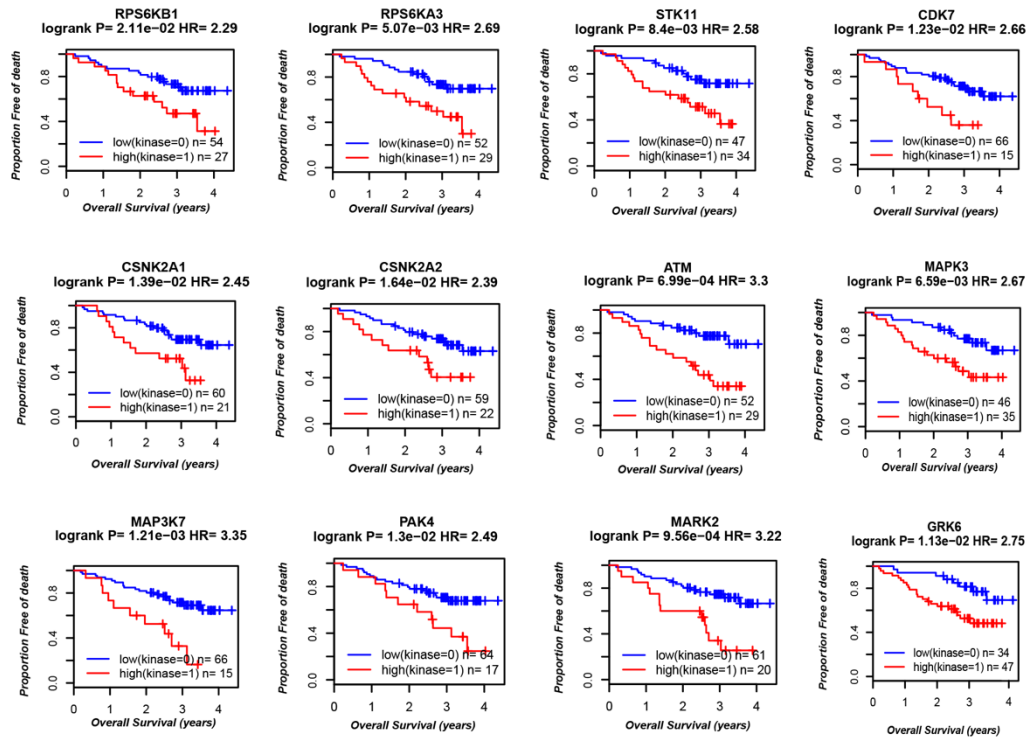 RPS6KB1
logrank P= 2.11e−02 HR= 2.29
Proportion Free of death
0.0 0.4 0.8
low(kinase=0) n= 54
high(kinase=1) n= 27
0 1 2 3 4
Overall Survival (years)
RPS6KA3
logrank P= 5.07e−03 HR= 2.69
Proportion Free of death
0.0 0.4 0.8
low(kinase=0) n= 52
high(kinase=1) n= 29
0 1 2 3 4
Overall Survival (years)
STK11
logrank P= 8.4e−03 HR= 2.58
Proportion Free of death
0.0 0.4 0.8
low(kinase=0) n= 47
high(kinase=1) n= 34
0 1 2 3 4
Overall Survival (years)
CDK7
logrank P= 1.23e−02 HR= 2.66
Proportion Free of death
0.0 0.4 0.8
low(kinase=0) n= 66
high(kinase=1) n= 15
0 1 2 3 4
Overall Survival (years)
CSNK2A1
logrank P= 1.39e−02 HR= 2.45
Proportion Free of death
0.0 0.4 0.8
low(kinase=0) n= 60
high(kinase=1) n= 21
0 1 2 3 4
Overall Survival (years)
CSNK2A2
logrank P= 1.64e−02 HR= 2.39
Proportion Free of death
0.0 0.4 0.8
low(kinase=0) n= 59
high(kinase=1) n= 22
0 1 2 3 4
Overall Survival (years)
ATM
logrank P= 6.99e−04 HR= 3.3
Proportion Free of death
0.0 0.4 0.8
low(kinase=0) n= 52
high(kinase=1) n= 29
0 1 2 3 4
Overall Survival (years)
MAPK3
logrank P= 6.59e−03 HR= 2.67
Proportion Free of death
0.0 0.4 0.8
low(kinase=0) n= 46
high(kinase=1) n= 35
0 1 2 3 4
Overall Survival (years)
MAP3K7
logrank P= 1.21e−03 HR= 3.35
Proportion Free of death
0.0 0.4 0.8
low(kinase=0) n= 66
high(kinase=1) n= 15
0 1 2 3 4
Overall Survival (years)
PAK4
logrank P= 1.3e−02 HR= 2.49
Proportion Free of death
0.0 0.4 0.8
low(kinase=0) n= 64
high(kinase=1) n= 17
0 1 2 3 4
Overall Survival (years)
MARK2
logrank P= 9.56e−04 HR= 3.22
Proportion Free of death
0.0 0.4 0.8
low(kinase=0) n= 61
high(kinase=1) n= 20
0 1 2 3 4
Overall Survival (years)
GRK6
logrank P= 1.13e−02 HR= 2.75
Proportion Free of death
0.0 0.4 0.8
low(kinase=0) n= 34
high(kinase=1) n= 47
0 1 2 3 4
Overall Survival (years)